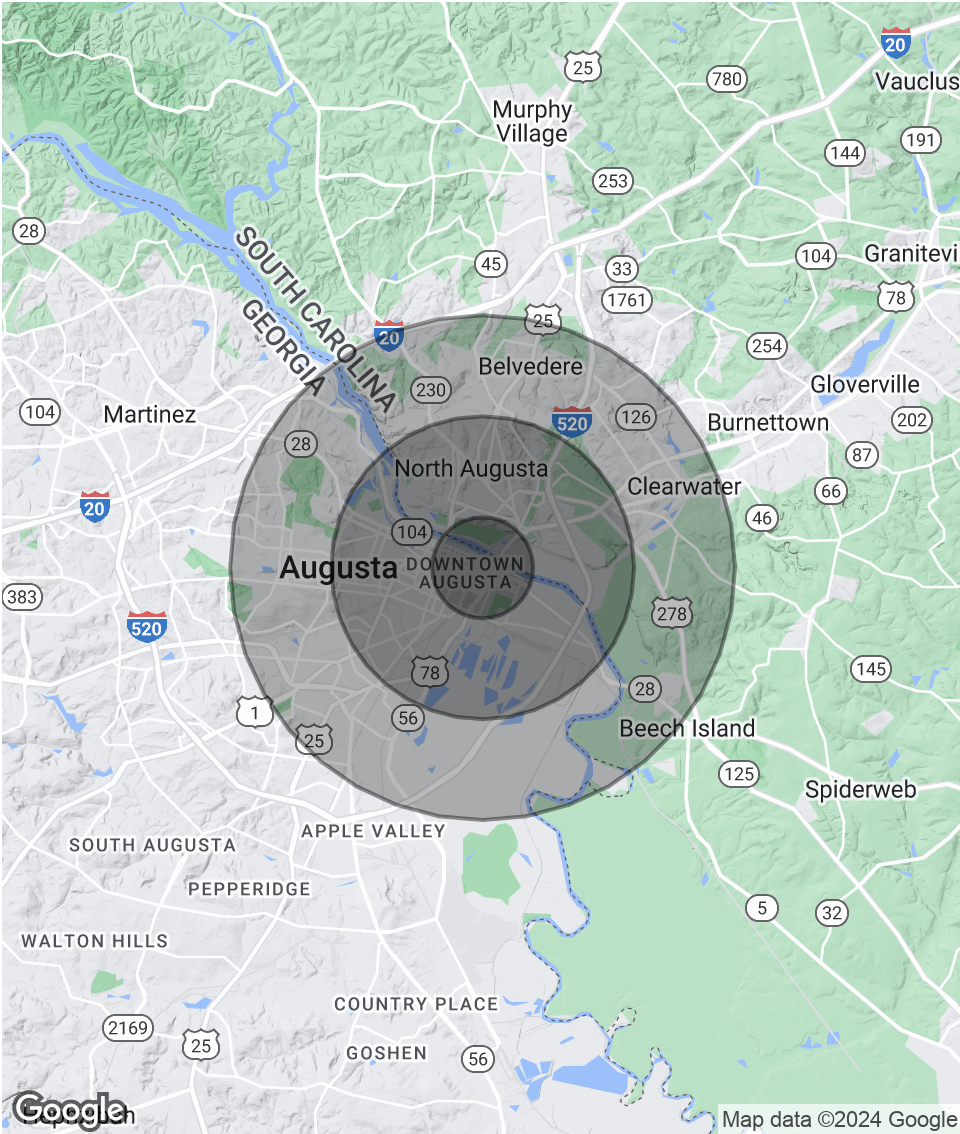 20
25
780
Vauclus
Murphy
Village
144
191
253
28
SOUTH CAROLINA
GEORGIA
45
33
104
Granitevi
1761
78
25
20
254
Belvedere
230
Gloverville
104
Martinez
126
520
Burnettown
202
28
87
North Augusta
Clearwater
66
20
46
104
Augusta
DOWNTOWN
AUGUSTA
383
278
520
145
78
28
1
56
25
Beech Island
125
Spiderweb
APPLE VALLEY
SOUTH AUGUSTA
PEPPERIDGE
5
32
WALTON HILLS
COUNTRY PLACE
2169
25
GOSHEN
56
Google
Map data ©2024 Google